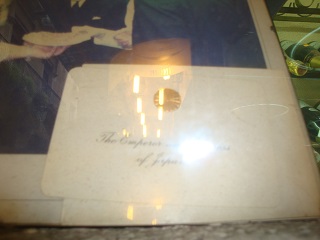 The Emperor
of Japan